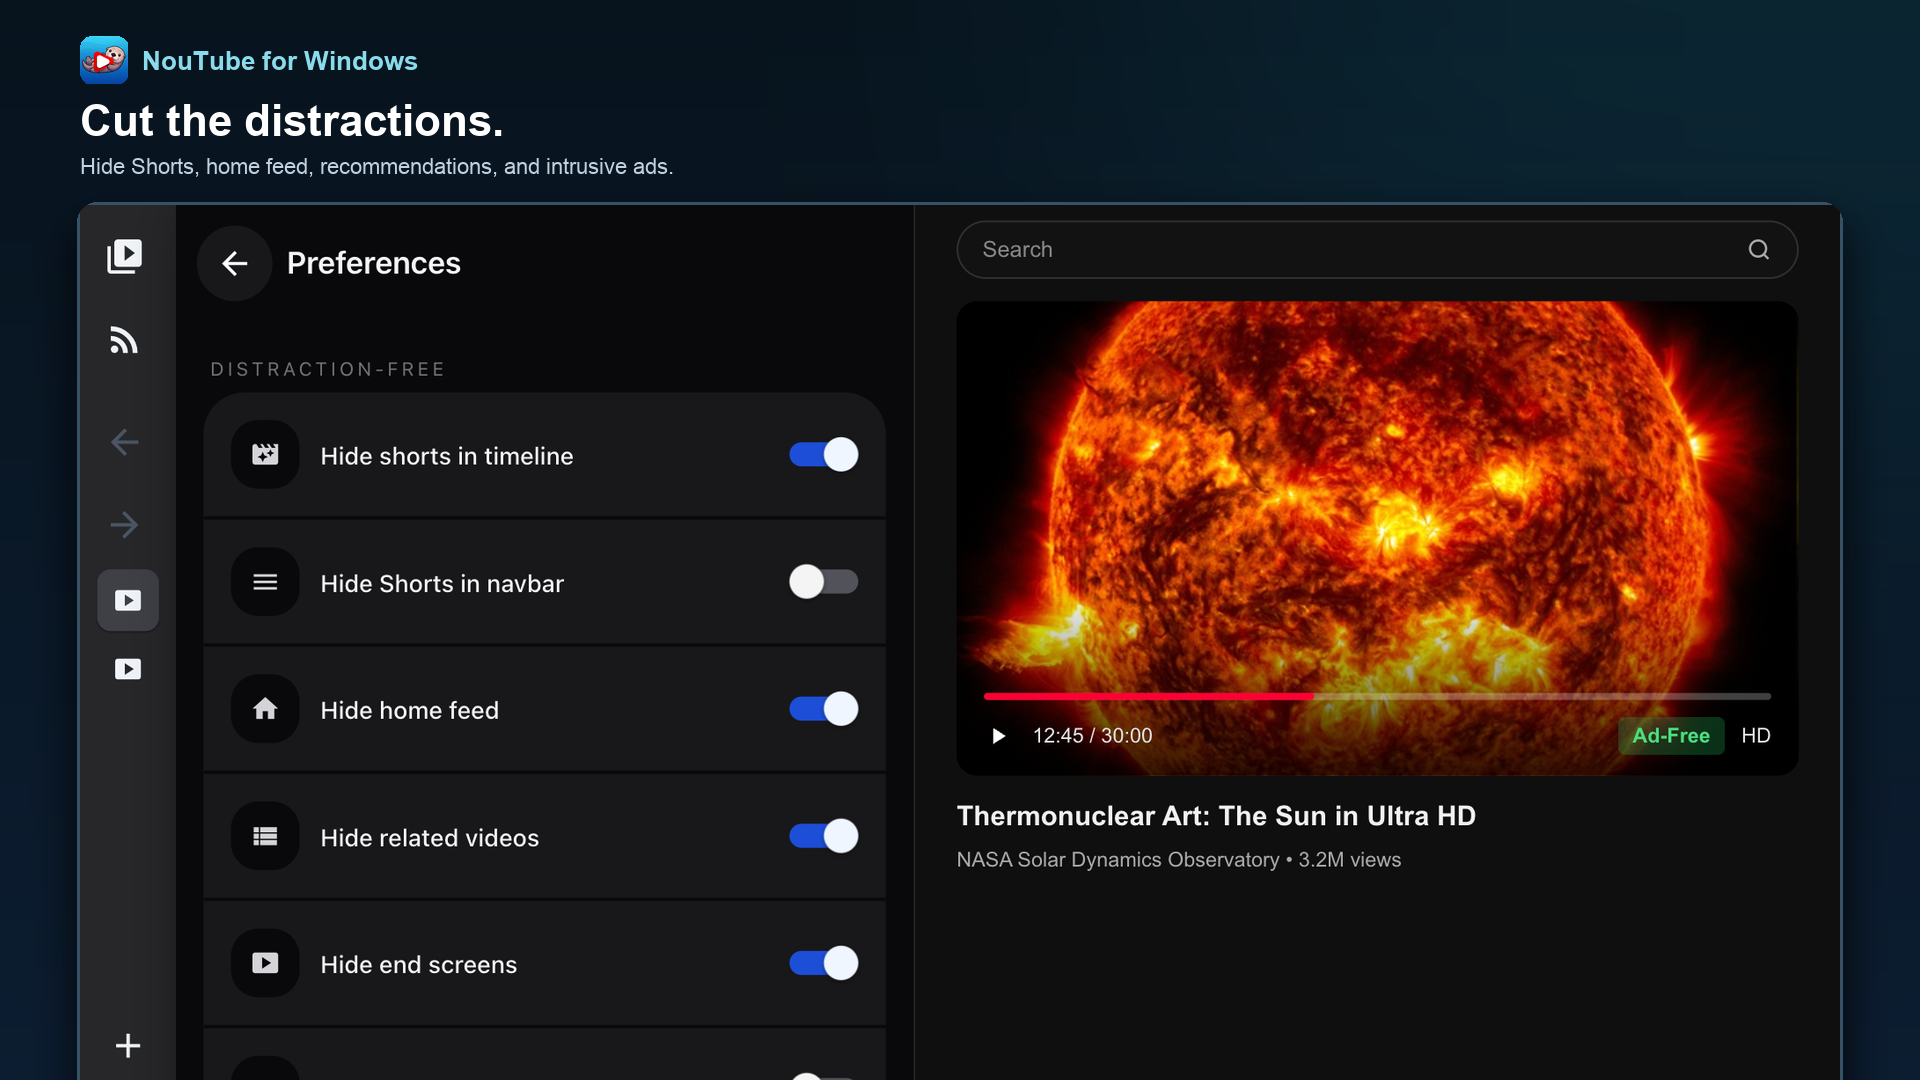 NouTube for Windows
Cut the distractions.
Hide Shorts, home feed, recommendations, and intrusive ads.
Preferences
DISTRACTION-FREE
Hide shorts in timeline
Hide Shorts in navbar
Hide home feed
Hide related videos
Hide end screens
Search
12:45 / 30:00
Ad-Free
HD
Thermonuclear Art: The Sun in Ultra HD
NASA Solar Dynamics Observatory • 3.2M views